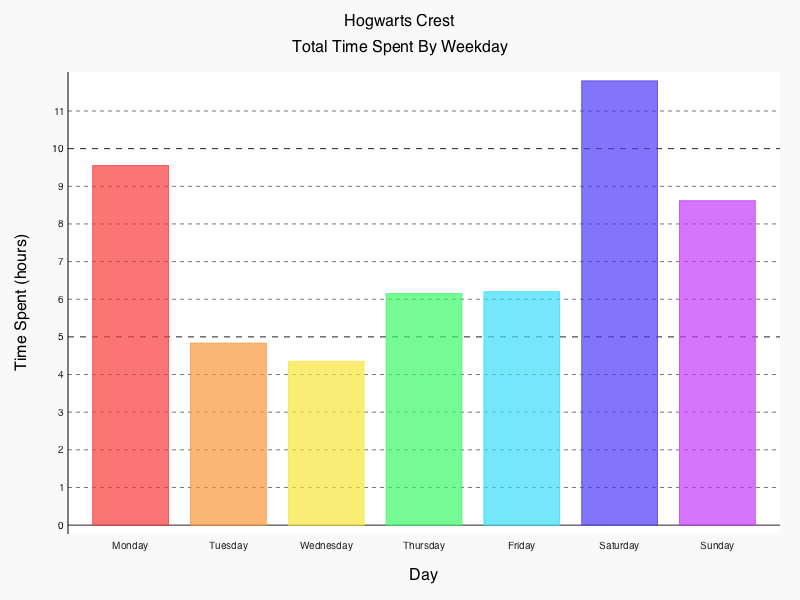 Hogwarts Crest
Total Time Spent By Weekday
Time Spent (hours)
11
10
9
8
7
6
5
4
3
2
1
0
Monday Tuesday Wednesday Thursday Friday Saturday Sunday
Day